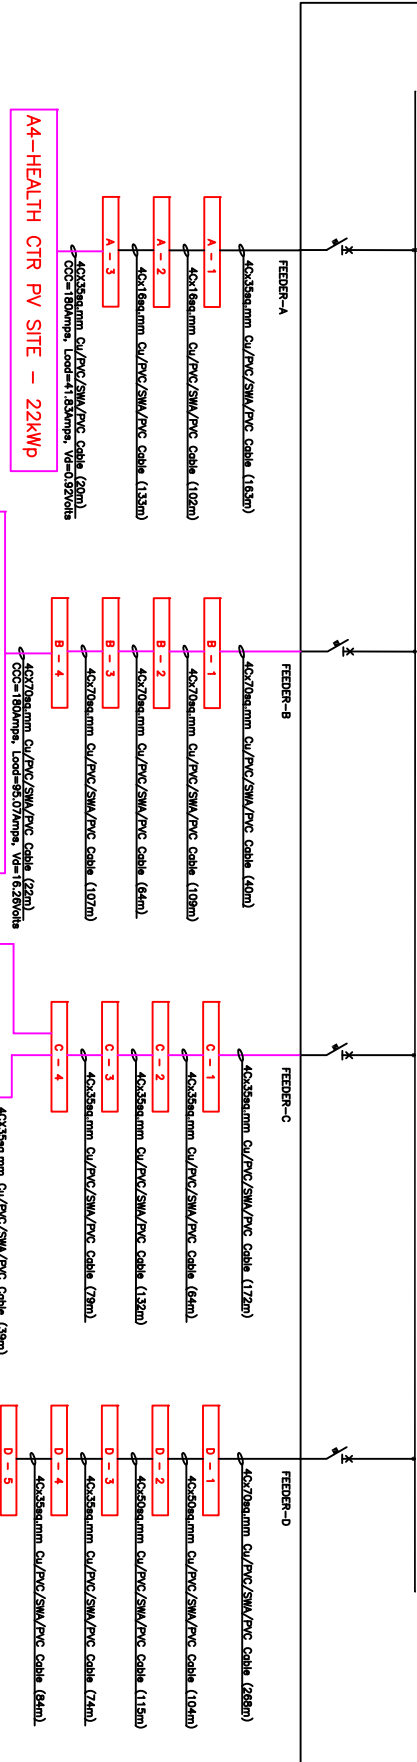 FEEDER-A
4Cx35sq.mm Cu/PVC/SWA/PVC Cable (163m)
A - 1
4Cx16sq.mm Cu/PVC/SWA/PVC Cable (102m)
A - 2
4Cx16sq.mm Cu/PVC/SWA/PVC Cable (133m)
A - 3
4CX35sq.mm Cu/PVC/SWA/PVC Cable (20m)
CCC=180Amps, Load=41.83Amps, Vd=0.92Volts
A4-HEALTH CTR PV SITE - 22kWp
FEEDER-B
4Cx70sq.mm Cu/PVC/SWA/PVC Cable (40m)
B - 1
4Cx70sq.mm Cu/PVC/SWA/PVC Cable (109m)
B - 2
4Cx70sq.mm Cu/PVC/SWA/PVC Cable (64m)
B - 3
4Cx70sq.mm Cu/PVC/SWA/PVC Cable (107m)
B - 4
4CX70sq.mm Cu/PVC/SWA/PVC Cable (22m)
CCC=180Amps, Load=95.07Amps, Vd=16.26Volts
FEEDER-C
4Cx35sq.mm Cu/PVC/SWA/PVC Cable (172m)
C - 1
4Cx35sq.mm Cu/PVC/SWA/PVC Cable (64m)
C - 2
4Cx35sq.mm Cu/PVC/SWA/PVC Cable (132m)
C - 3
4Cx35sq.mm Cu/PVC/SWA/PVC Cable (79m)
C - 4
4CX35sq.mm Cu/PVC/SWA/PVC Cable (39m)
FEEDER-D
4Cx70sq.mm Cu/PVC/SWA/PVC Cable (268m)
D - 1
4Cx50sq.mm Cu/PVC/SWA/PVC Cable (104m)
D - 2
4Cx50sq.mm Cu/PVC/SWA/PVC Cable (115m)
D - 3
4Cx35sq.mm Cu/PVC/SWA/PVC Cable (74m)
D - 4
4Cx35sq.mm Cu/PVC/SWA/PVC Cable (84m)
D - 5